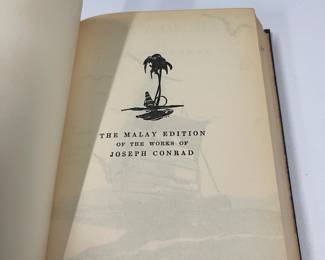 THE MALAY EDITION
OF THE WORKS OF
JOSEPH CONRAD